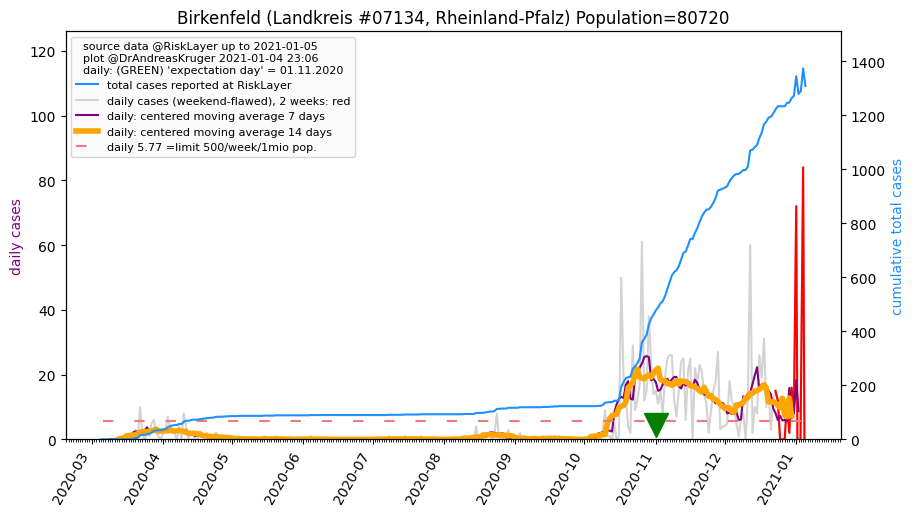 Birkenfeld (Landkreis #07134, Rheinland-Pfalz) Population=80720
source data @RiskLayer up to 2021-01-05
plot @DrAndreasKruger 2021-01-04 23:06
daily: (GREEN) 'expectation day' = 01.11.2020
total cases reported at RiskLayer
daily cases (weekend-flawed), 2 weeks: red
daily: centered moving average 7 days
daily: centered moving average 14 days
daily 5.77 =limit 500/week/1mio pop.
daily cases
120
100
80
60
40
20
0
cumulative total cases
1400
1200
1000
800
600
400
200
0
2020-03
2020-04
2020-05
2020-06
2020-07
2020-08
2020-09
2020-10
2020-11
2020-12
2021-01